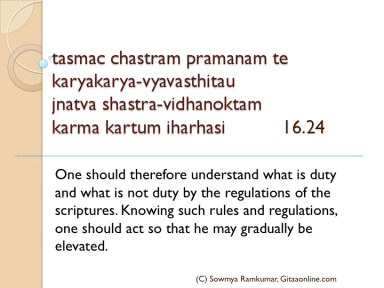 tasmac chastram pramanam te
karyakarya-vyavasthitau
jnatva shastra-vidhanoktam
karma kartum iharhasi 16.24
One should therefore understand what is duty
and what is not duty by the regulations of the
scriptures. Knowing such rules and regulations,
one should act so that he may gradually be
elevated.
(C) Sowmya Ramkumar, Gitaaonline.com